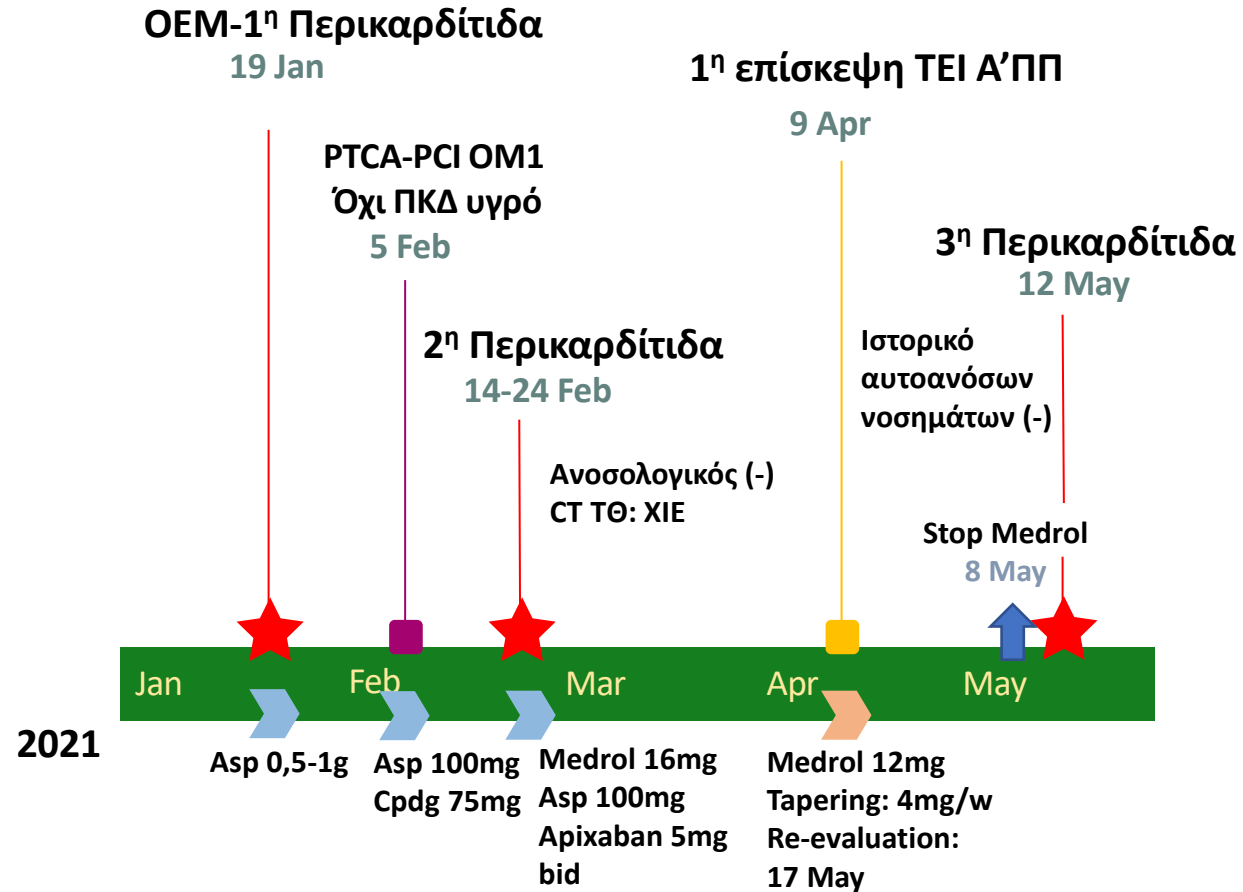 ΟΕΜ-1η Περικαρδίτιδα
19 Jan
1η επίσκεψη ΤΕΙ Α'ΠΠ
9 Apr
PTCA-PCI OM1
Όχι ΠΚΔ υγρό
5 Feb
3η Περικαρδίτιδα
12 May
2η Περικαρδίτιδα
14-24 Feb
Ιστορικό
αυτοανόσων
νοσημάτων (-)
Ανοσολογικός (-)
CT ΤΘ: ΧΙΕ
Stop Medrol
8 May
Jan
Feb
Mar
Apr
May
2021
Asp 0,5-1g
Asp 100mg
Cpdg 75mg
Medrol 16mg
Asp 100mg
Apixaban 5mg
bid
Medrol 12mg
Tapering: 4mg/w
Re-evaluation:
17 May